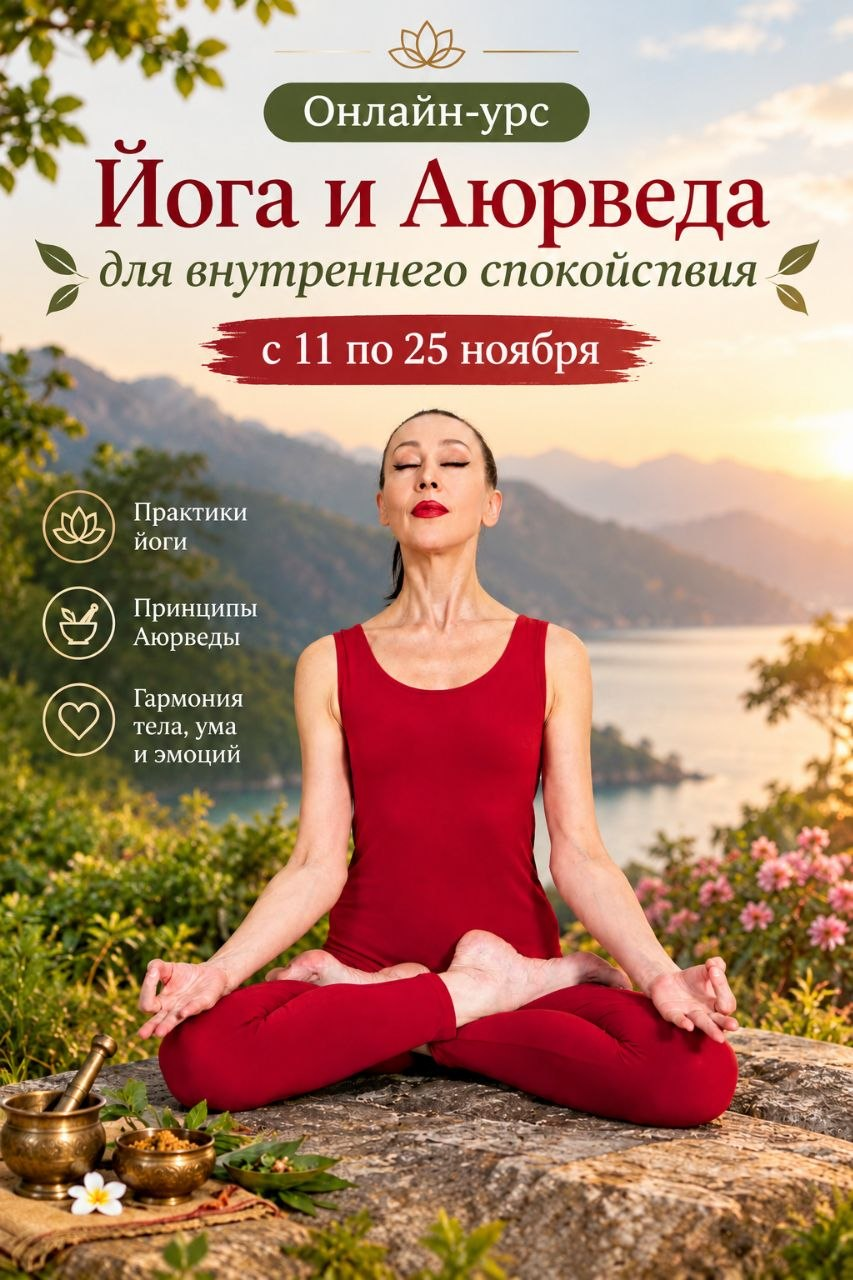 Онлайн-урс
Йога и Аюрведа
для внутреннего спокойствия
с 11 по 25 ноября
Практики
йоги
Принципы
Аюрведы
Гармония
тела, ума
и эмоций